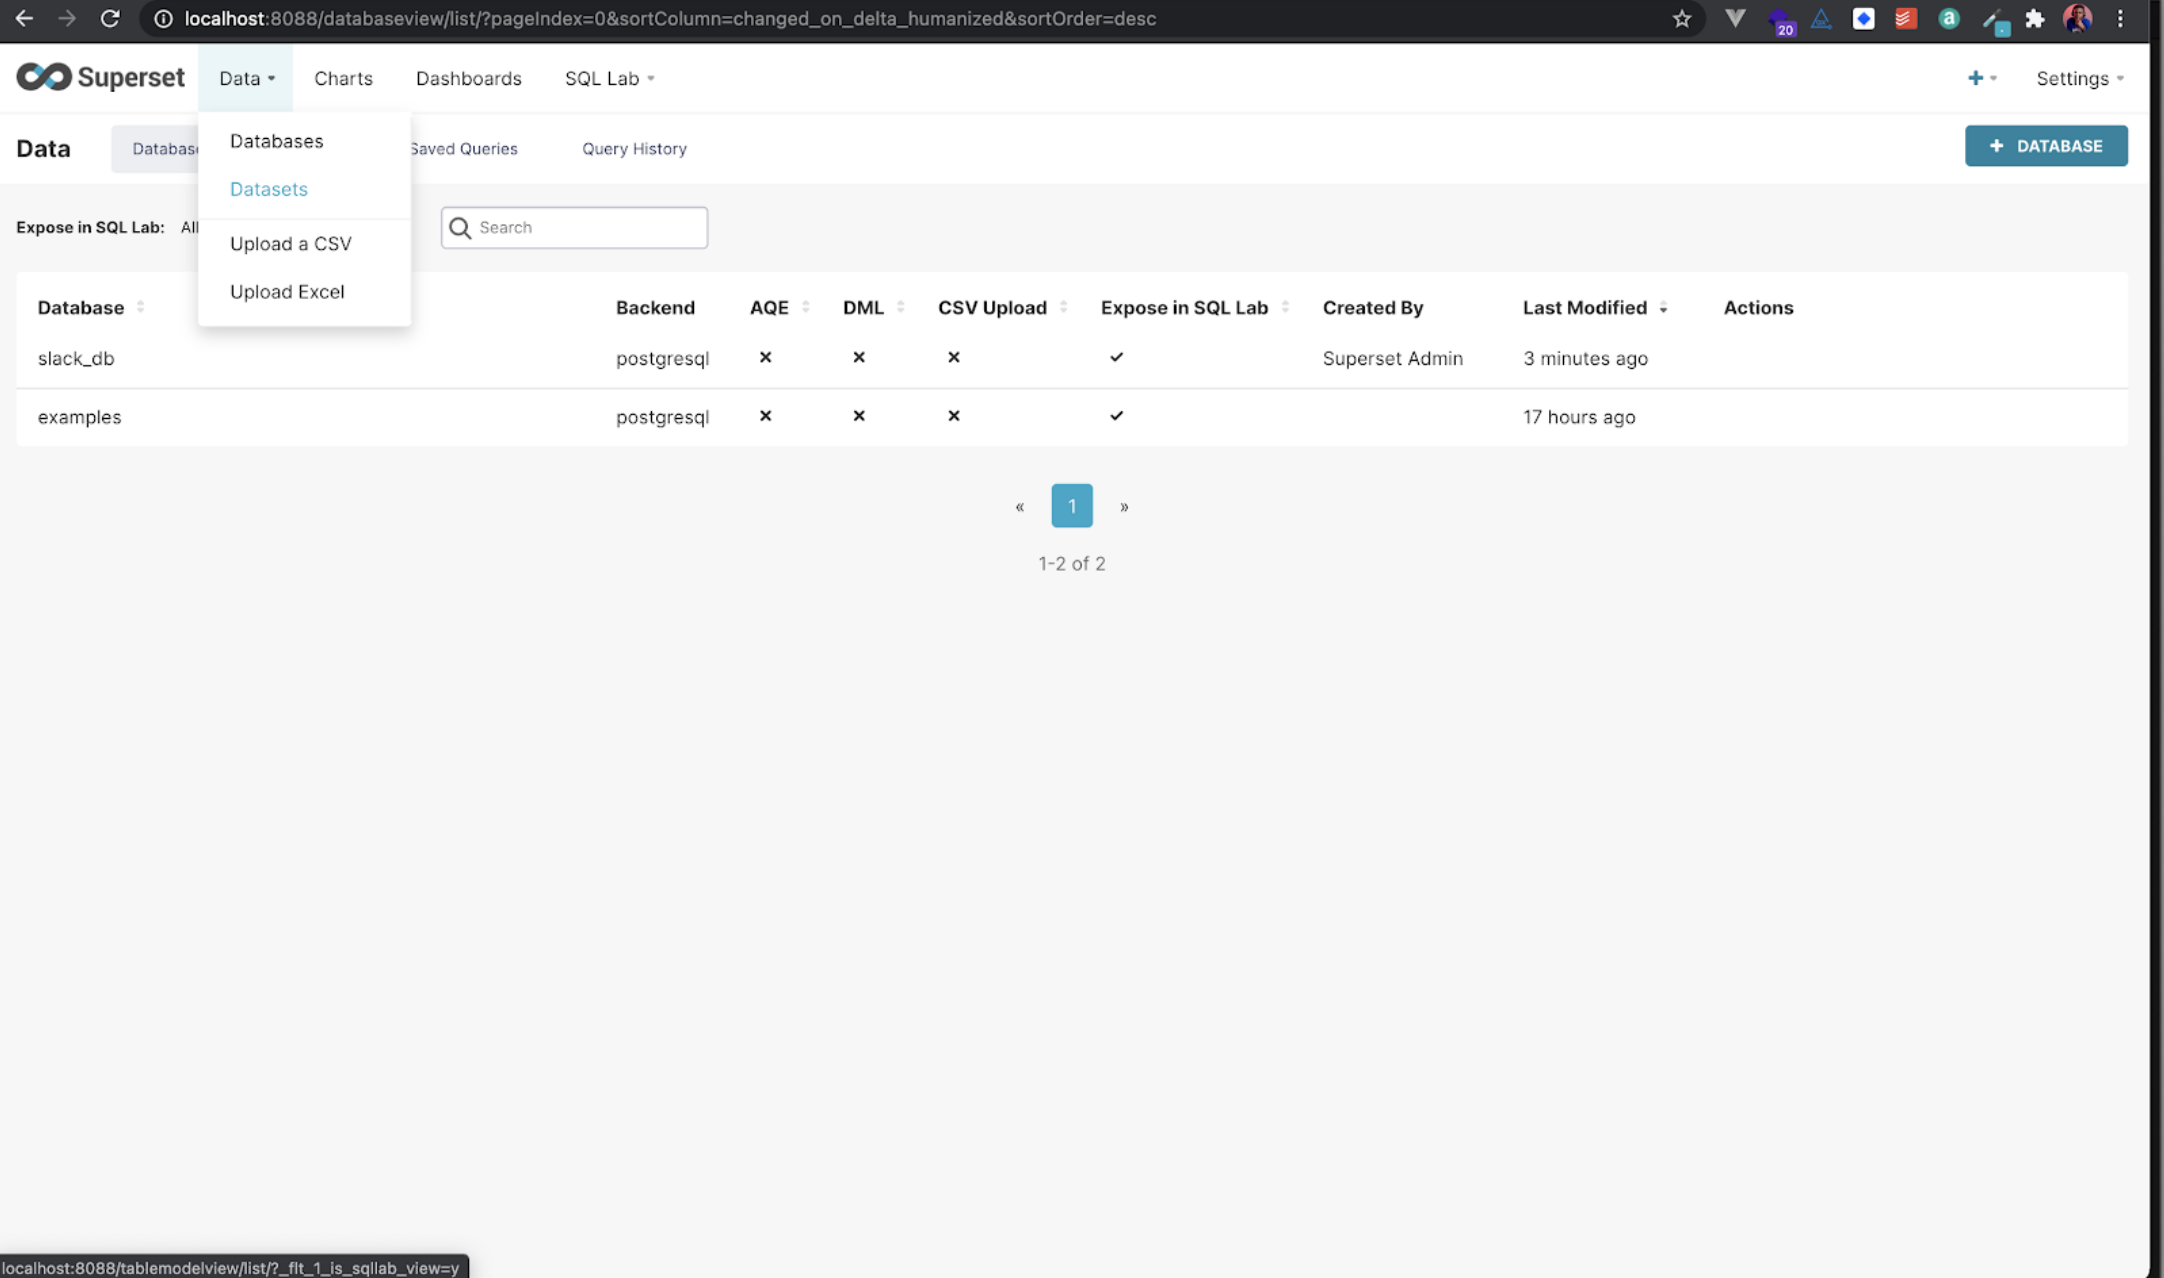 localhost:8088/databaseview/list/?pageIndex=0&sortColumn=changed_on_delta_humanized&sortOrder=desc
20
Superset Data Charts Dashboards SQL Lab + Settings
Data Databas Saved Queries Query History + DATABASE
Databases
Datasets
Upload a CSV
Upload Excel
Expose in SQL Lab: All Search
Database Backend AQE DML CSV Upload Expose in SQL Lab Created By Last Modified Actions
slack_db postgresql Superset Admin 3 minutes ago
examples postgresql 17 hours ago
« 1 »
1-2 of 2
localhost:8088/tablemodelview/list/?_flt_1_is_sqllab_view=y